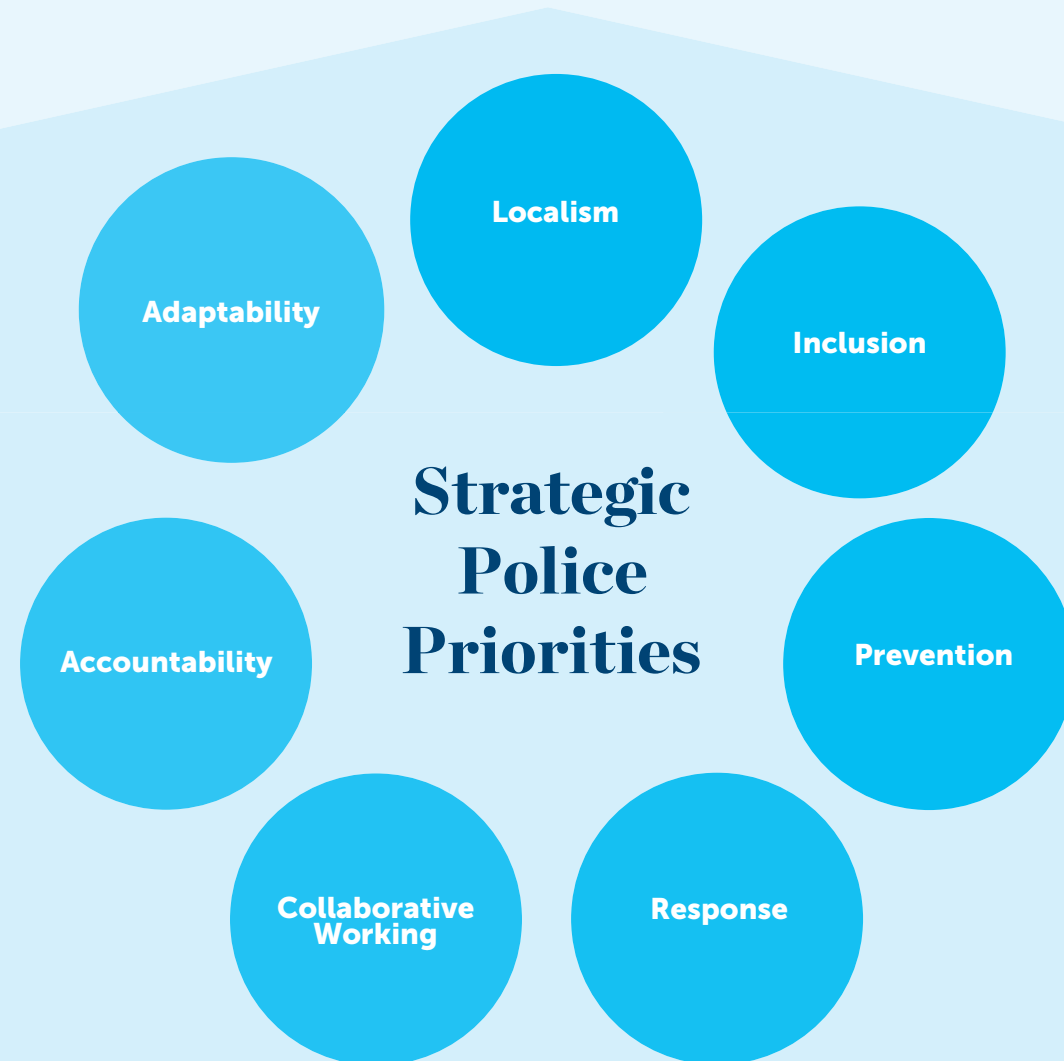 Localism
Adaptability
Inclusion
Strategic
Police
Priorities
Accountability
Prevention
Collaborative
Working
Response